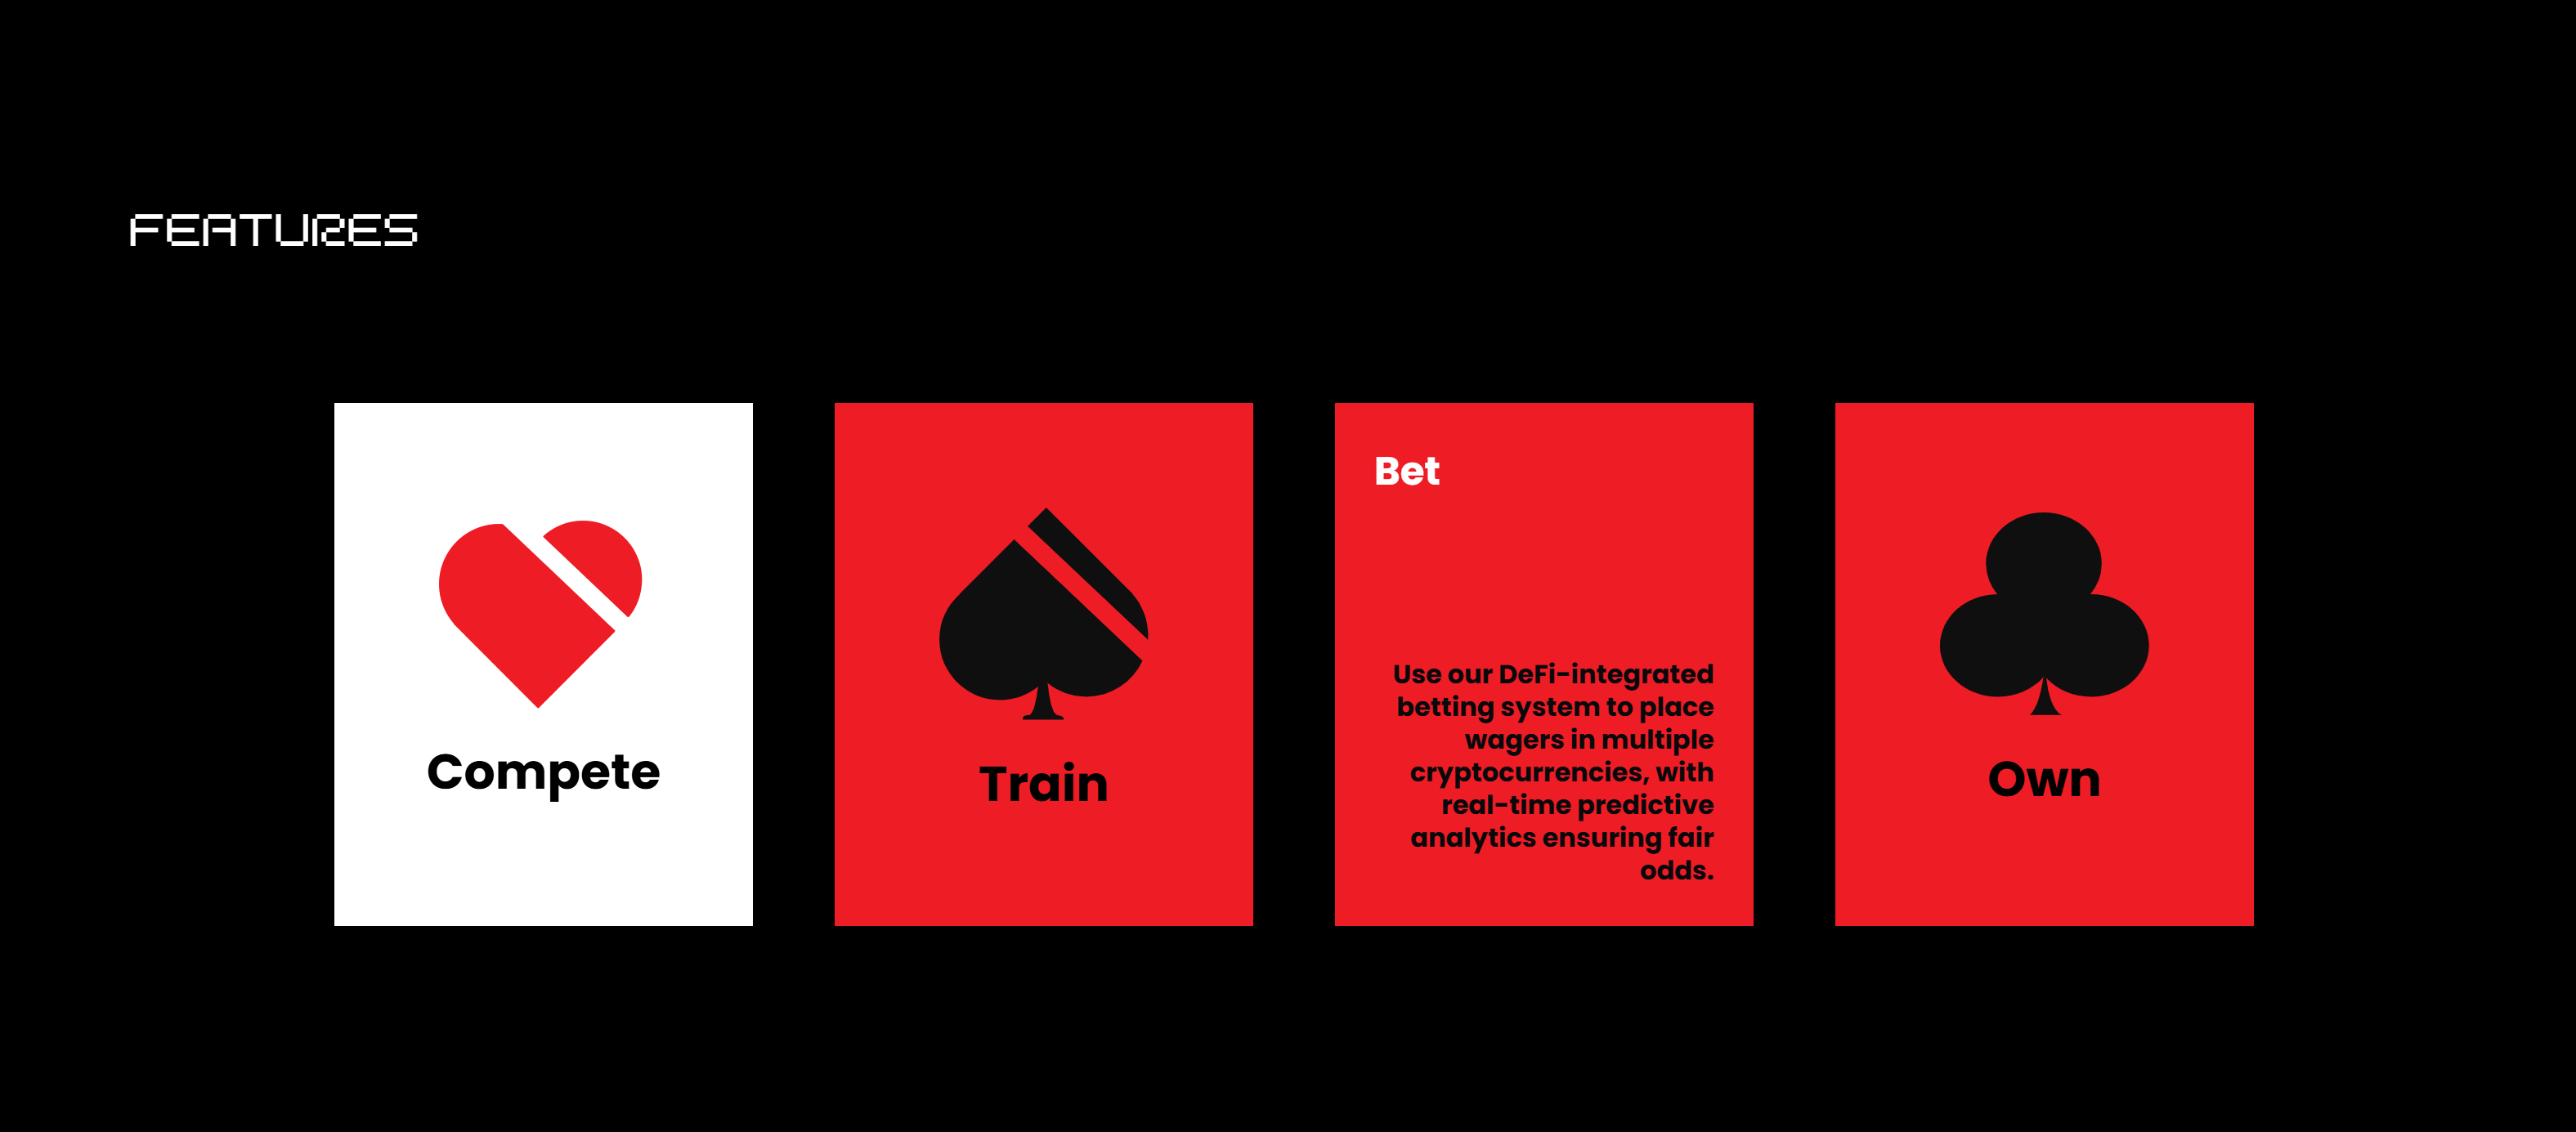 FEATURES
Compete
Train
Bet
Use our DeFi-integrated
betting system to place
wagers in multiple
cryptocurrencies, with
real-time predictive
analytics ensuring fair
odds.
Own